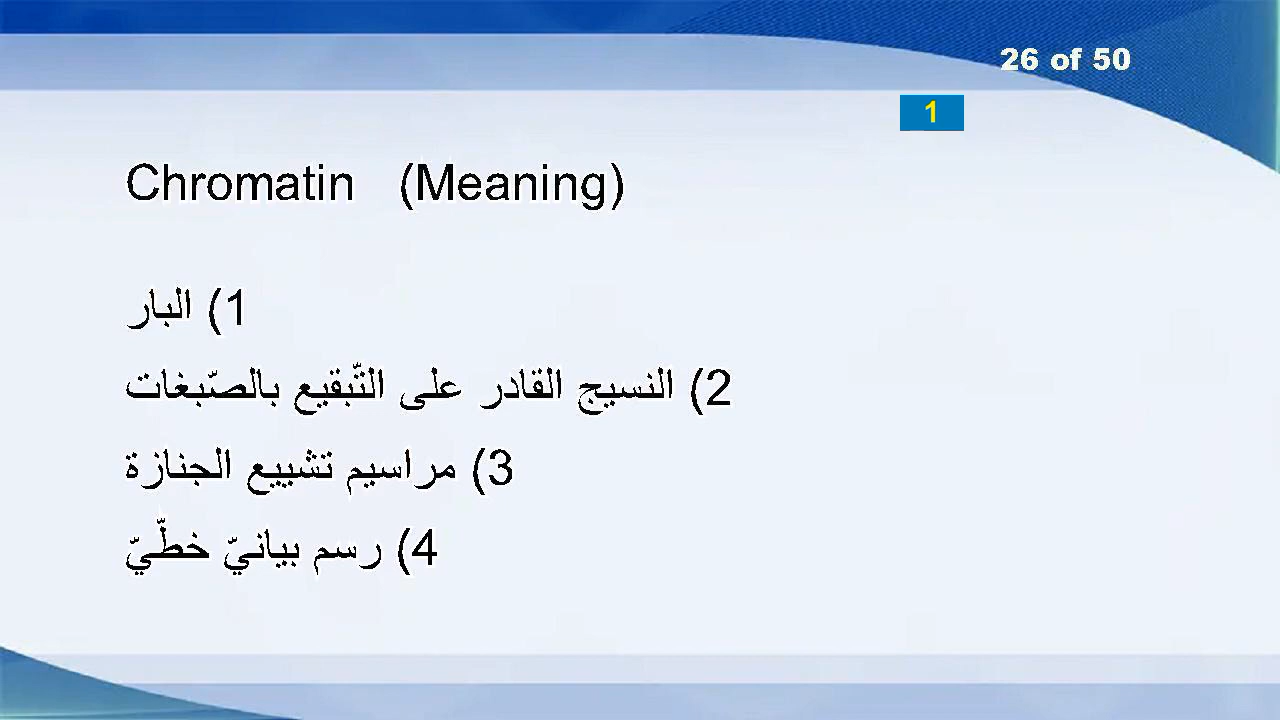 26 of 50
1
Chromatin (Meaning)
1) البار
2) النسيج القادر على التّبقيع بالصّبغات
3) مراسيم تشييع الجنازة
4) رسم بيانيّ خطّيّ